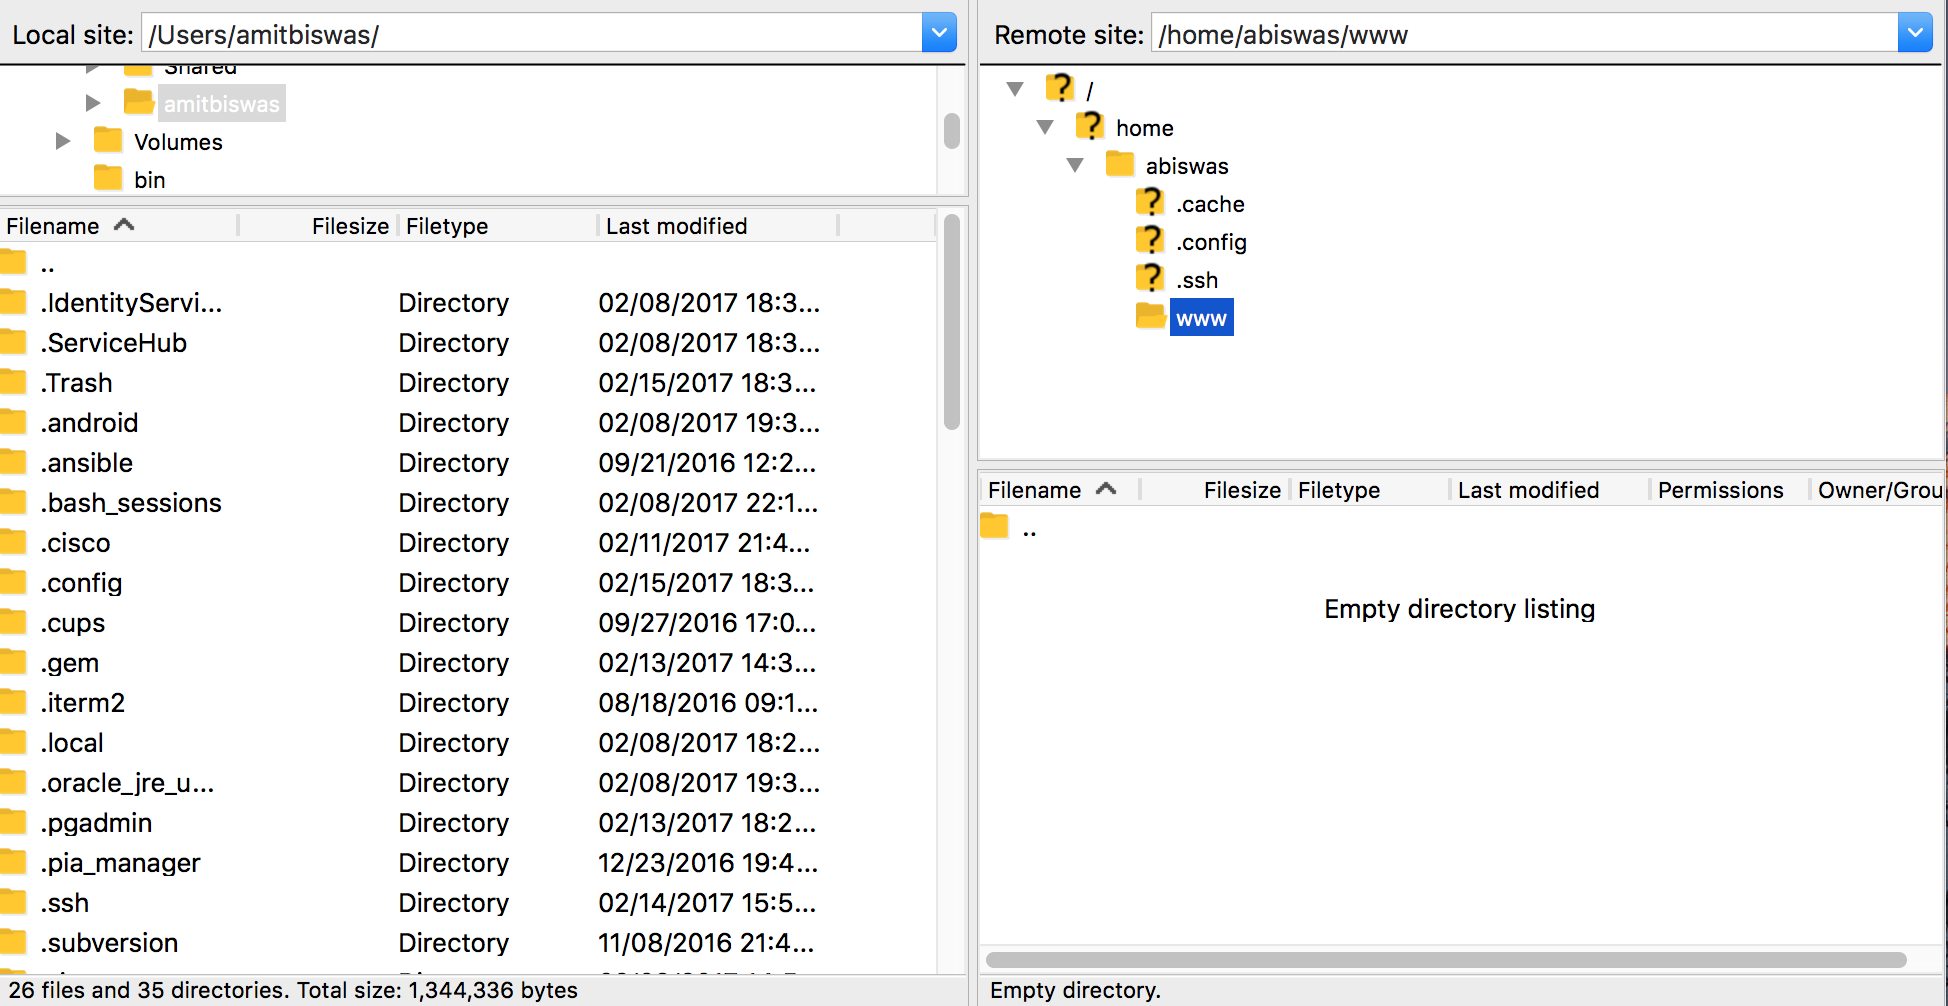 Local site: /Users/amitbiswas/
Shared
amitbiswas
Volumes
bin
Filename Filesize Filetype Last modified
..
.IdentityServi... Directory 02/08/2017 18:3...
.ServiceHub Directory 02/08/2017 18:3...
.Trash Directory 02/15/2017 18:3...
.android Directory 02/08/2017 19:3...
.ansible Directory 09/21/2016 12:2...
.bash_sessions Directory 02/08/2017 22:1...
.cisco Directory 02/11/2017 21:4...
.config Directory 02/15/2017 18:3...
.cups Directory 09/27/2016 17:0...
.gem Directory 02/13/2017 14:3...
.iterm2 Directory 08/18/2016 09:1...
.local Directory 02/08/2017 18:2...
.oracle_jre_u... Directory 02/08/2017 19:3...
.pgadmin Directory 02/13/2017 18:2...
.pia_manager Directory 12/23/2016 19:4...
.ssh Directory 02/14/2017 15:5...
.subversion Directory 11/08/2016 21:4...
26 files and 35 directories. Total size: 1,344,336 bytes
Remote site: /home/abiswas/www
/
home
abiswas
.cache
.config
.ssh
www
Filename Filesize Filetype Last modified Permissions Owner/Grou
..
Empty directory listing
Empty directory.